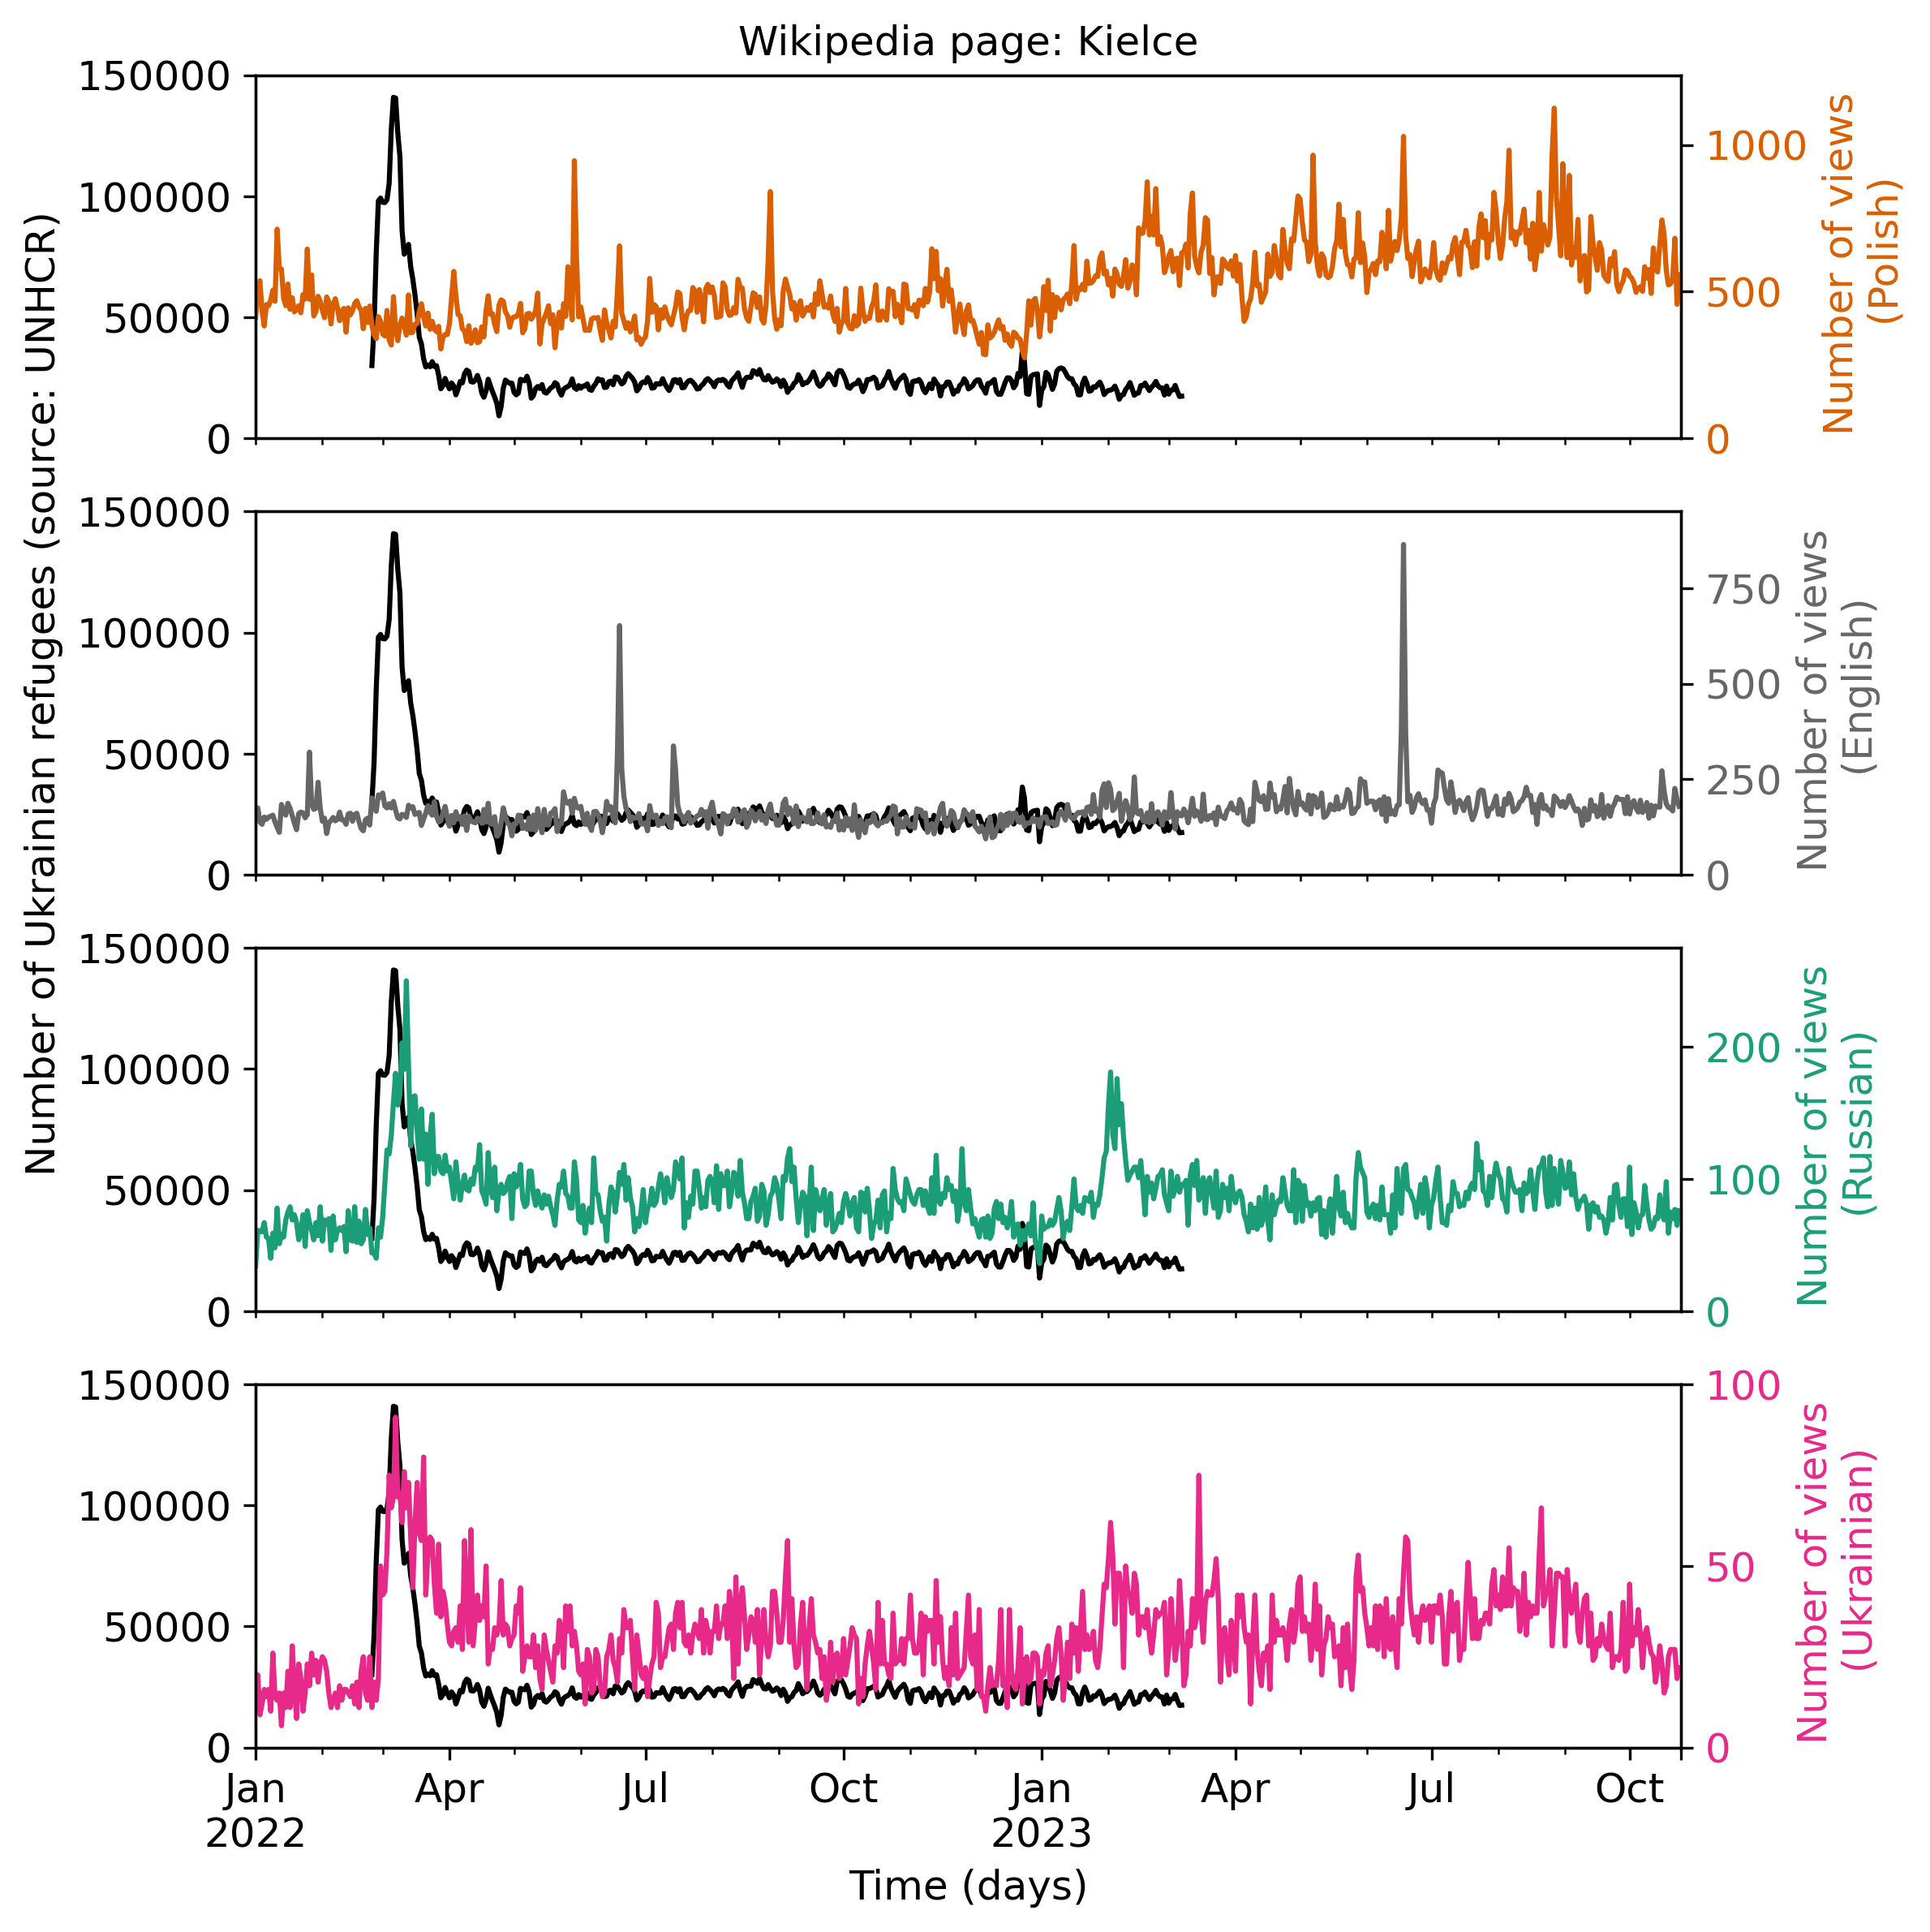 Wikipedia page: Kielce
Number of Ukrainian refugees (source: UNHCR)
150000
100000
50000
0
1000
500
0
Number of views
(Polish)
150000
100000
50000
0
750
500
250
0
Number of views
(English)
150000
100000
50000
0
200
100
0
Number of views
(Russian)
150000
100000
50000
0
100
50
0
Number of views
(Ukrainian)
Jan Apr Jul Oct Jan Apr Jul Oct
2022 2023
Time (days)